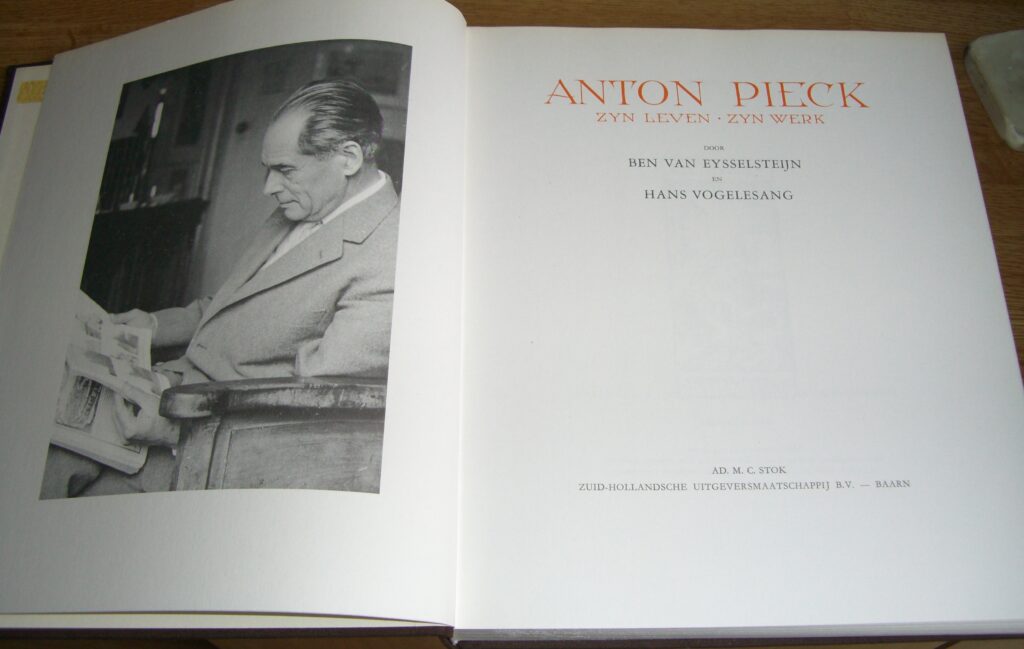 ANTON PIECK
ZYN LEVEN · ZYN WERK
DOOR
BEN VAN EYSSELSTEIJN
EN
HANS VOGELESANG
AD. M. C. STOK
ZUID-HOLLANDSCHE UITGEVERSMAATSCHAPPIJ B.V. — BAARN